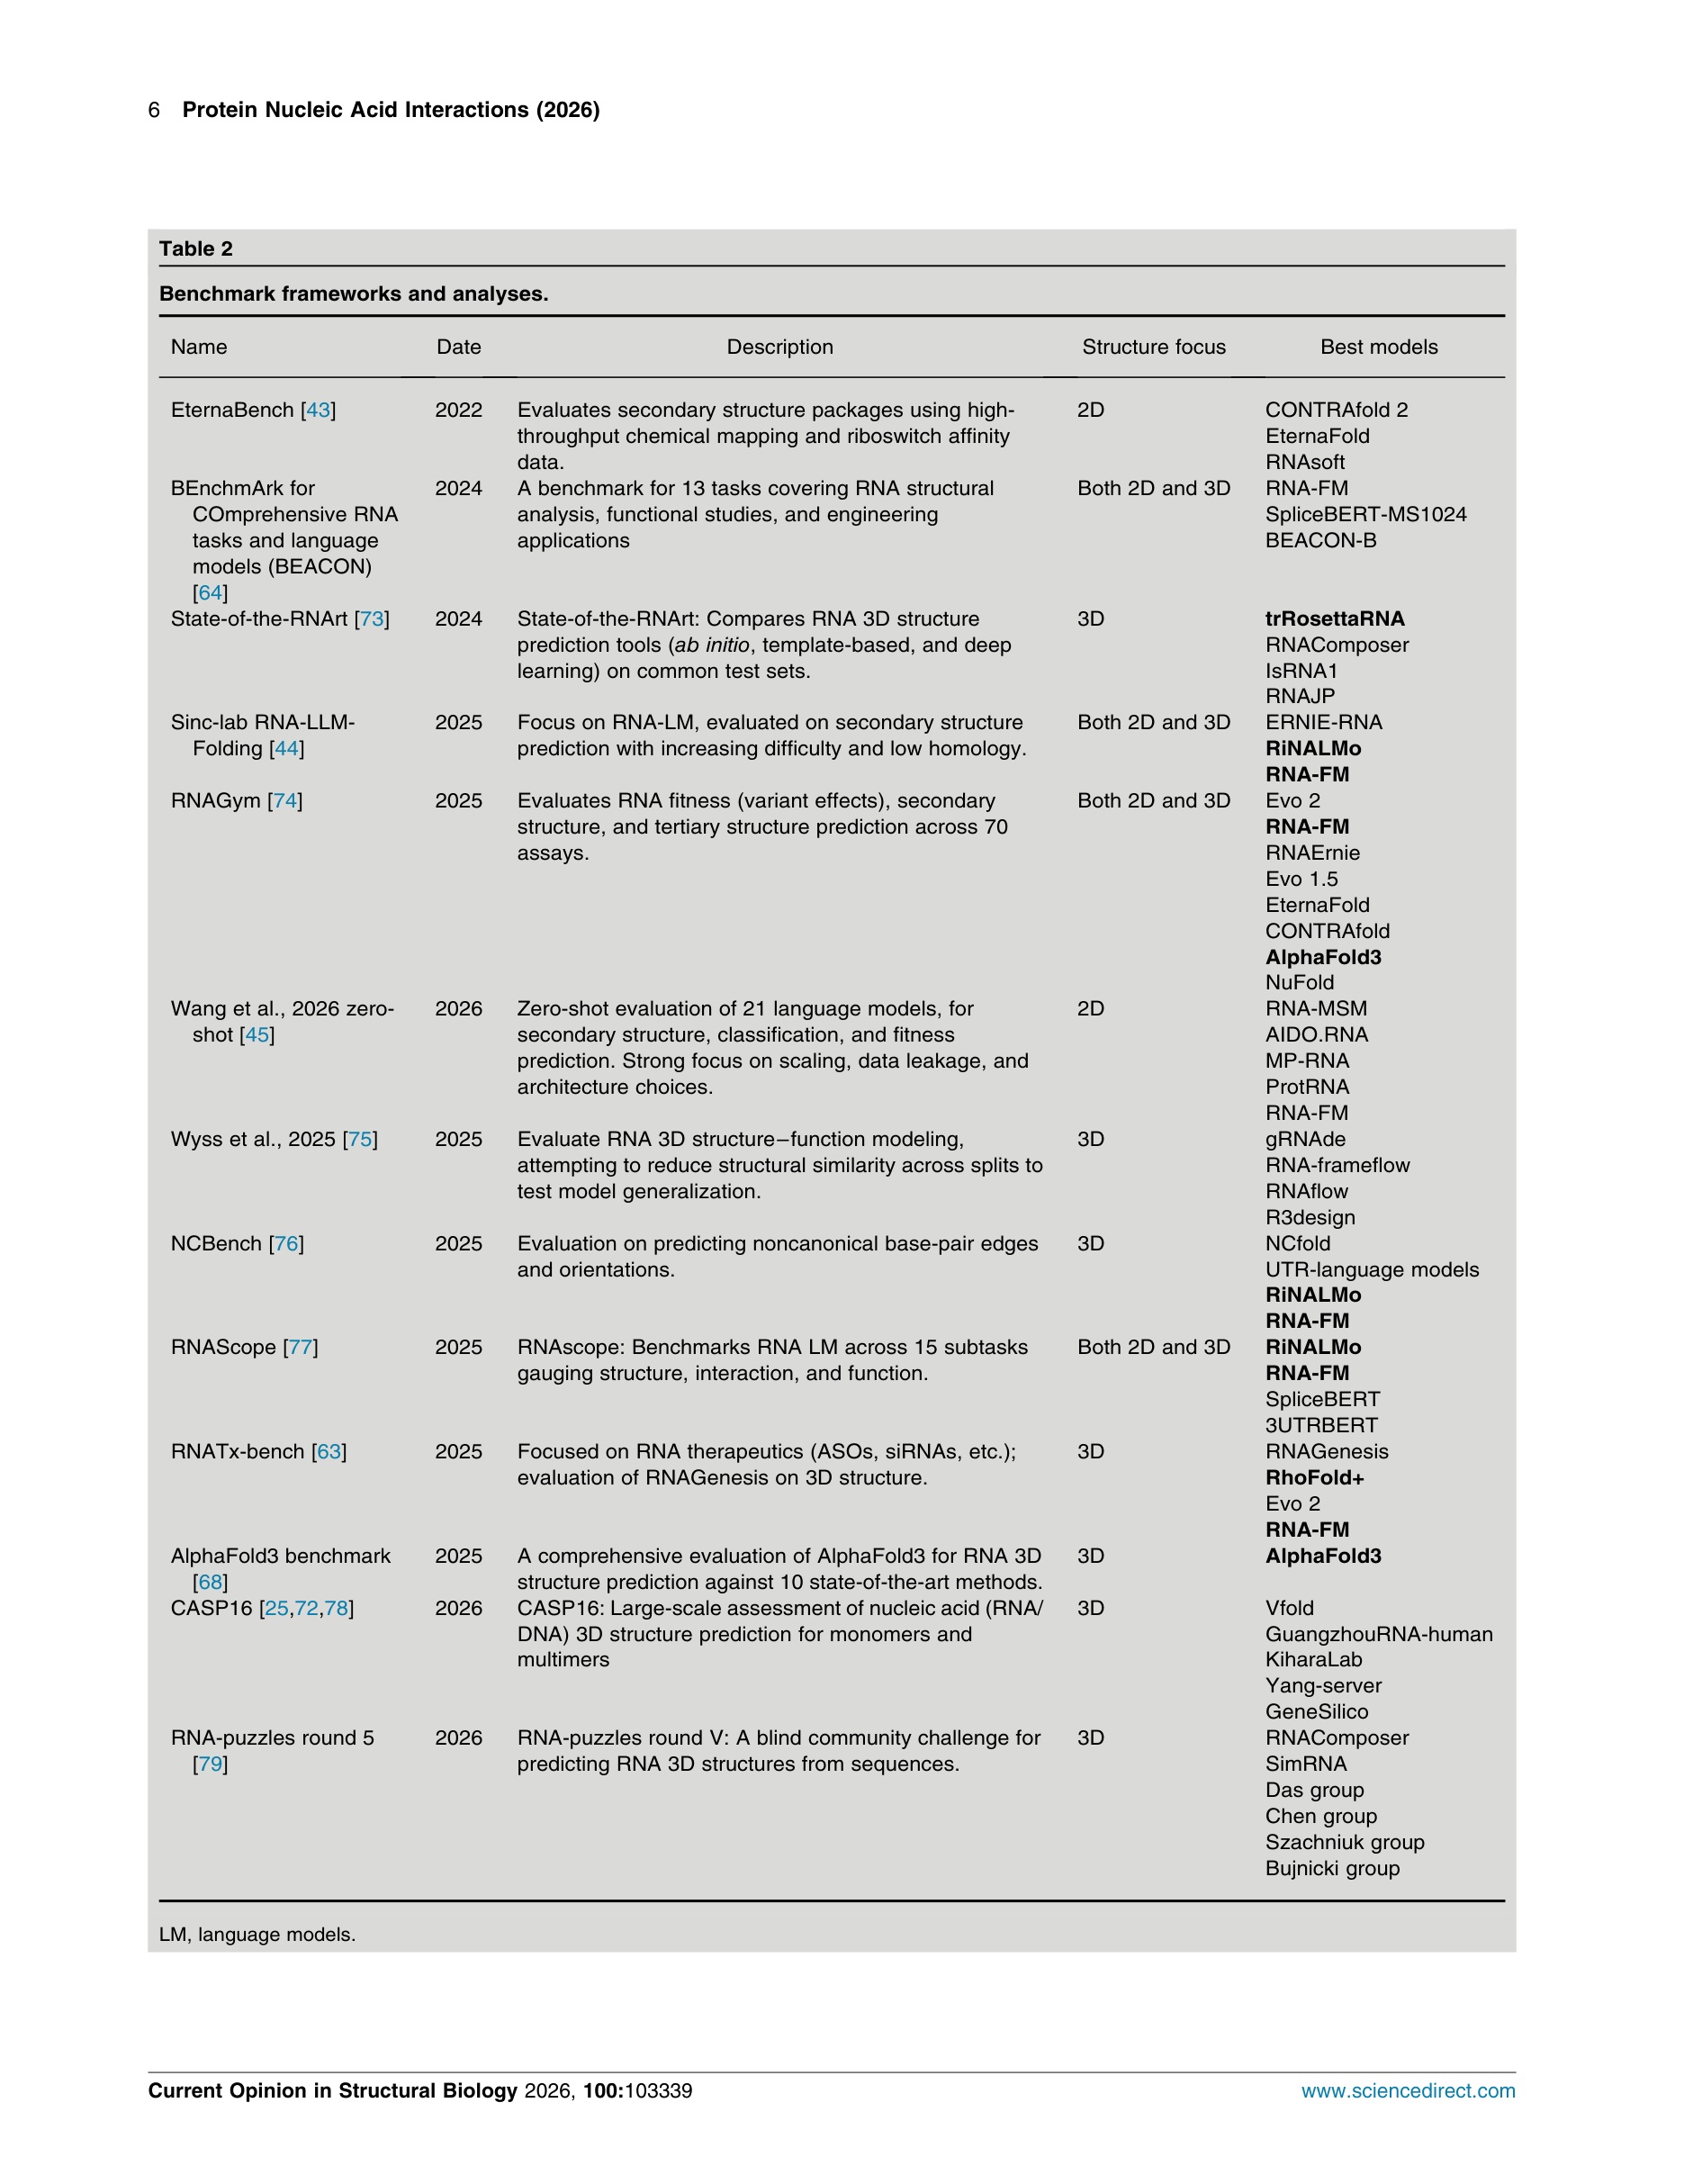 6 Protein Nucleic Acid Interactions (2026)
Table 2
Benchmark frameworks and analyses.
Name Date Description Structure focus Best models
EternaBench [43] 2022 Evaluates secondary structure packages using high- 2D CONTRAfold 2
throughput chemical mapping and riboswitch affinity EternaFold
data. RNAsoft
BEnchmArk for 2024 A benchmark for 13 tasks covering RNA structural Both 2D and 3D RNA-FM
COmprehensive RNA analysis, functional studies, and engineering SpliceBERT-MS1024
tasks and language applications BEACON-B
models (BEACON)
[64]
State-of-the-RNArt [73] 2024 State-of-the-RNArt: Compares RNA 3D structure 3D trRosettaRNA
prediction tools (ab initio, template-based, and deep RNAComposer
learning) on common test sets. IsRNA1
RNAJP
Sinc-lab RNA-LLM- 2025 Focus on RNA-LM, evaluated on secondary structure Both 2D and 3D ERNIE-RNA
Folding [44] prediction with increasing difficulty and low homology. RiNALMo
RNA-FM
RNAGym [74] 2025 Evaluates RNA fitness (variant effects), secondary Both 2D and 3D Evo 2
structure, and tertiary structure prediction across 70 RNA-FM
assays. RNAErnie
Evo 1.5
EternaFold
CONTRAfold
AlphaFold3
NuFold
Wang et al., 2026 zero- 2026 Zero-shot evaluation of 21 language models, for 2D RNA-MSM
shot [45] secondary structure, classification, and fitness AIDO.RNA
prediction. Strong focus on scaling, data leakage, and MP-RNA
architecture choices. ProtRNA
RNA-FM
Wyss et al., 2025 [75] 2025 Evaluate RNA 3D structure–function modeling, 3D gRNAde
attempting to reduce structural similarity across splits to RNA-frameflow
test model generalization. RNAflow
R3design
NCBench [76] 2025 Evaluation on predicting noncanonical base-pair edges 3D NCfold
and orientations. UTR-language models
RiNALMo
RNA-FM
RNAScope [77] 2025 RNAscope: Benchmarks RNA LM across 15 subtasks Both 2D and 3D RiNALMo
gauging structure, interaction, and function. RNA-FM
SpliceBERT
3UTRBERT
RNATx-bench [63] 2025 Focused on RNA therapeutics (ASOs, siRNAs, etc.); 3D RNAGenesis
evaluation of RNAGenesis on 3D structure. RhoFold+
Evo 2
RNA-FM
AlphaFold3 benchmark 2025 A comprehensive evaluation of AlphaFold3 for RNA 3D 3D AlphaFold3
[68] structure prediction against 10 state-of-the-art methods.
CASP16 [25,72,78] 2026 CASP16: Large-scale assessment of nucleic acid (RNA/ 3D Vfold
DNA) 3D structure prediction for monomers and GuangzhouRNA-human
multimers KiharaLab
Yang-server
GeneSilico
RNA-puzzles round 5 2026 RNA-puzzles round V: A blind community challenge for 3D RNAComposer
[79] predicting RNA 3D structures from sequences. SimRNA
Das group
Chen group
Szachniuk group
Bujnicki group
LM, language models.
Current Opinion in Structural Biology 2026, 100:103339 www.sciencedirect.com